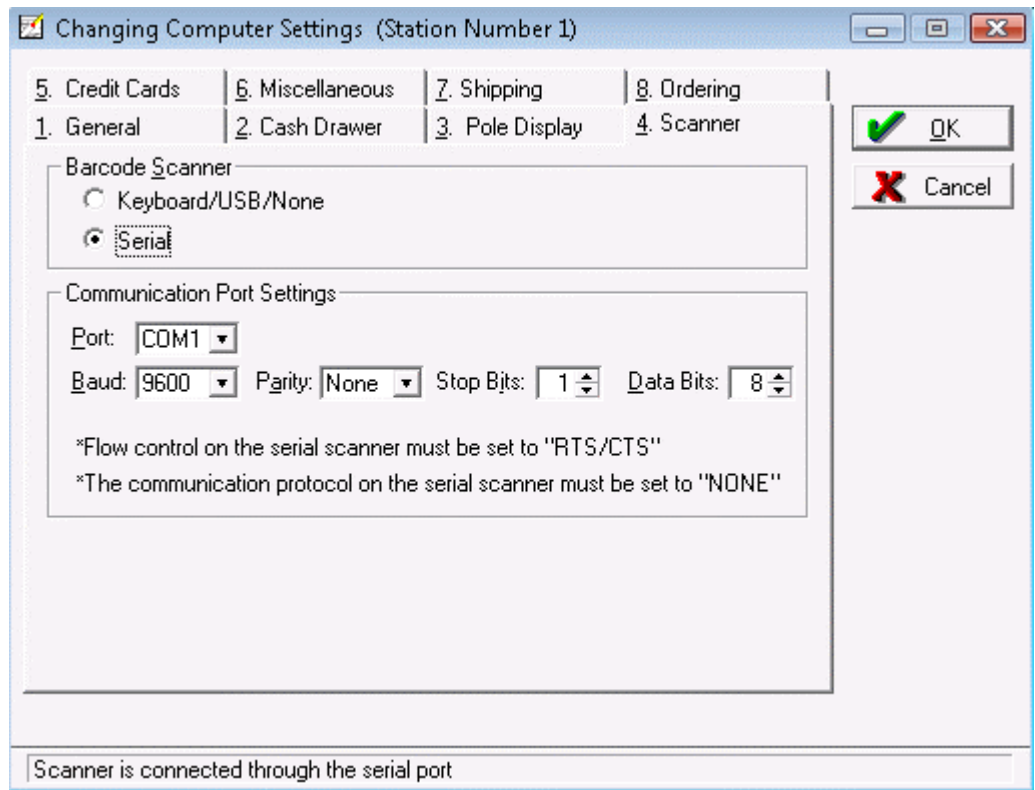 Changing Computer Settings (Station Number 1)
5. Credit Cards 6. Miscellaneous 7. Shipping 8. Ordering
1. General 2. Cash Drawer 3. Pole Display 4. Scanner
OK
Cancel
Barcode Scanner
Keyboard/USB/None
Serial
Communication Port Settings
Port: COM1
Baud: 9600 Parity: None Stop Bits: 1 Data Bits: 8
*Flow control on the serial scanner must be set to "RTS/CTS"
*The communication protocol on the serial scanner must be set to "NONE"
Scanner is connected through the serial port